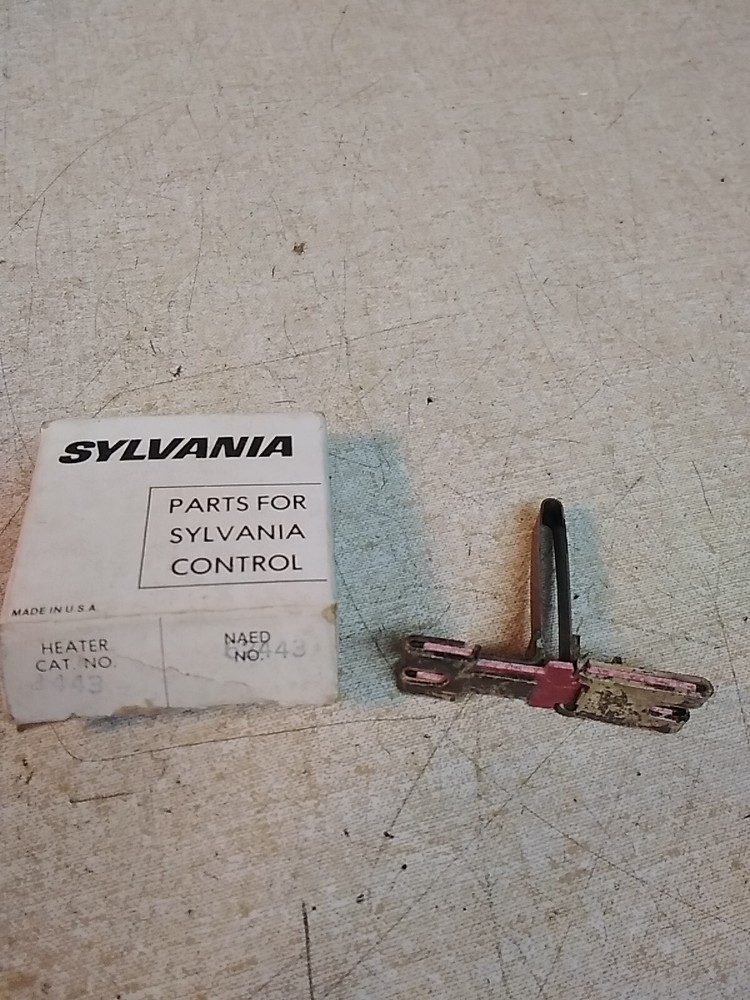 SYLVANIA
PARTS FOR
SYLVANIA
CONTROL
MADE IN U.S.A.
HEATER
CAT. NO.
NAED
NO.